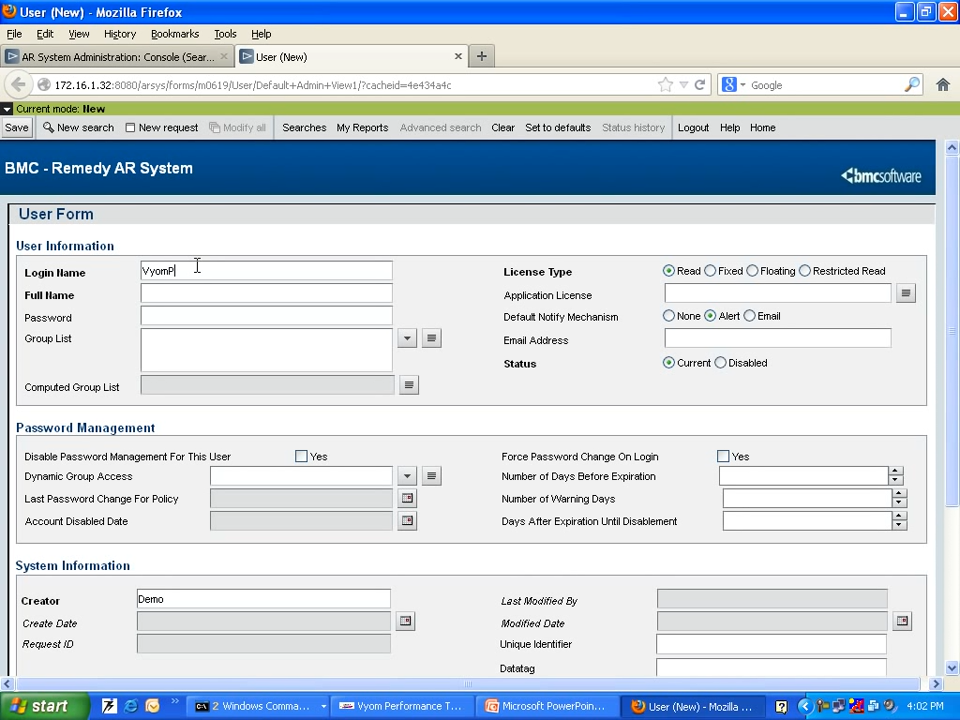 User (New) - Mozilla Firefox
File Edit View History Bookmarks Tools Help
AR System Administration: Console (Sear...
User (New)
172.16.1.32:8080/arsys/forms/m0619/User/Default+Admin+View1/?cacheid=4e434a4c
Google
Current mode: New
Save New search New request Modify all Searches My Reports Advanced search Clear Set to defaults Status history Logout Help Home
BMC - Remedy AR System
bmcsoftware
User Form
User Information
Login Name VyomP
License Type Read Fixed Floating Restricted Read
Full Name
Application License
Password
Default Notify Mechanism None Alert Email
Group List
Email Address
Status Current Disabled
Computed Group List
Password Management
Disable Password Management For This User Yes
Force Password Change On Login Yes
Dynamic Group Access
Number of Days Before Expiration
Last Password Change For Policy
Number of Warning Days
Account Disabled Date
Days After Expiration Until Disablement
System Information
Creator Demo
Last Modified By
Create Date
Modified Date
Request ID
Unique Identifier
Datatag
start 2 Windows Comma... Vyom Performance T... Microsoft PowerPoin... User (New) - Mozilla ... 4:02 PM